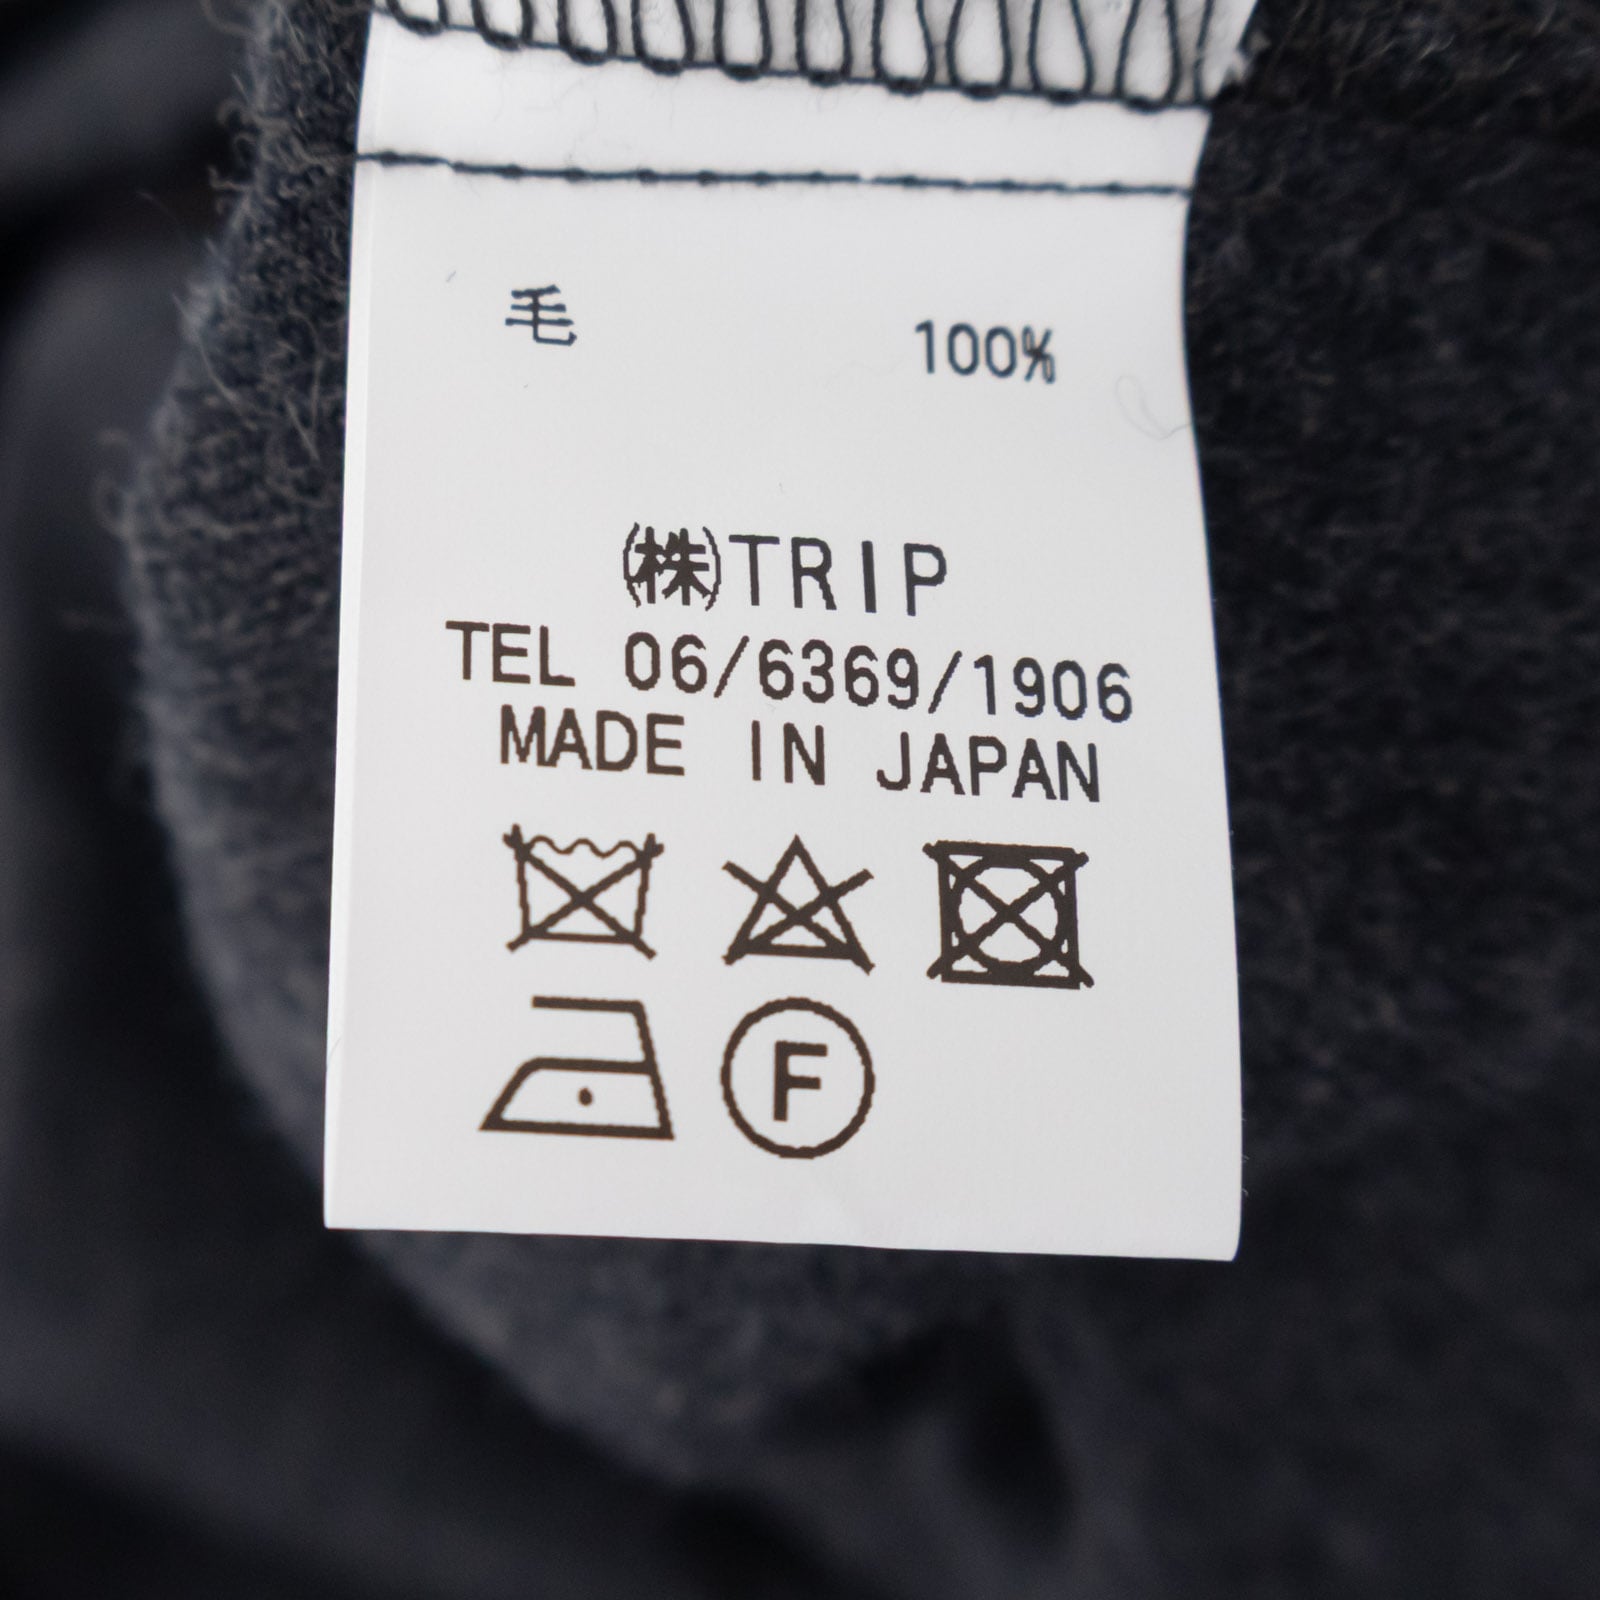 毛 100%
㈱TRIP
TEL 06/6369/1906
MADE IN JAPAN
F